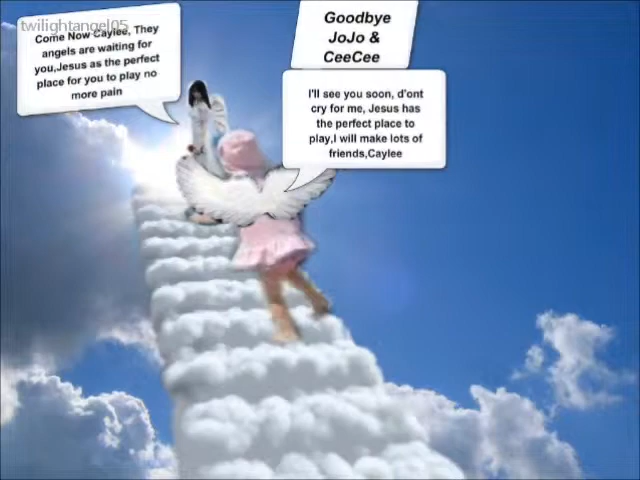 twilightangel05
Come Now Caylee, They
angels are waiting for
you,Jesus as the perfect
place for you to play no
more pain
Goodbye
JoJo &
CeeCee
I'll see you soon, d'ont
cry for me, Jesus has
the perfect place to
play,I will make lots of
friends,Caylee